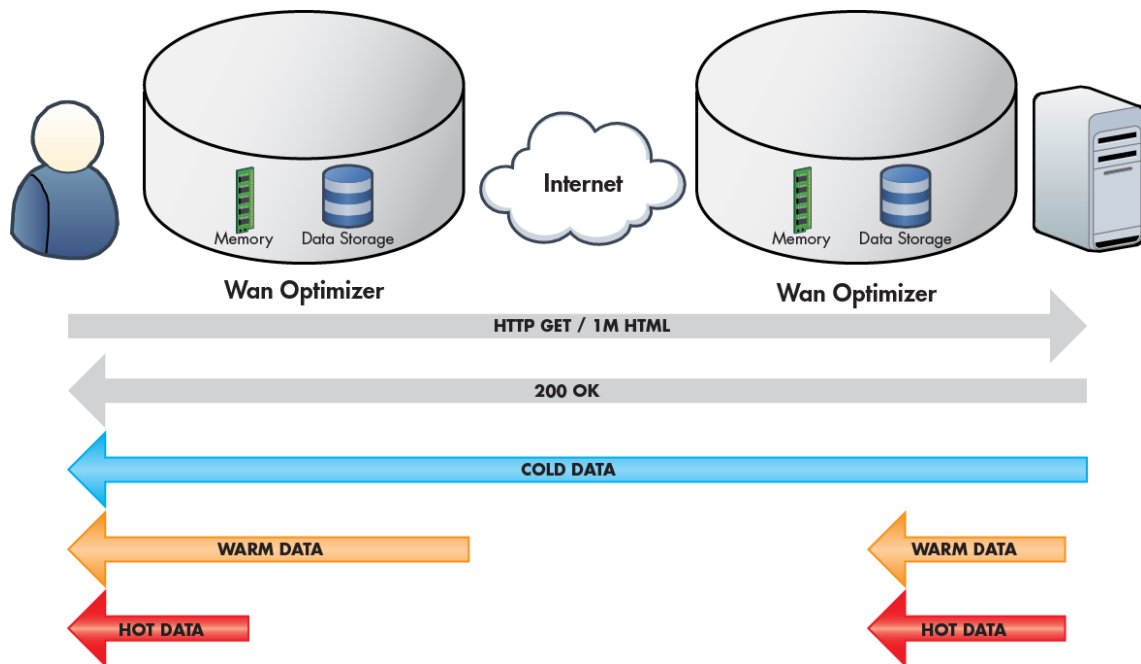 Internet
Memory
Data Storage
Memory
Data Storage
Wan Optimizer
Wan Optimizer
HTTP GET / 1M HTML
200 OK
COLD DATA
WARM DATA
WARM DATA
HOT DATA
HOT DATA